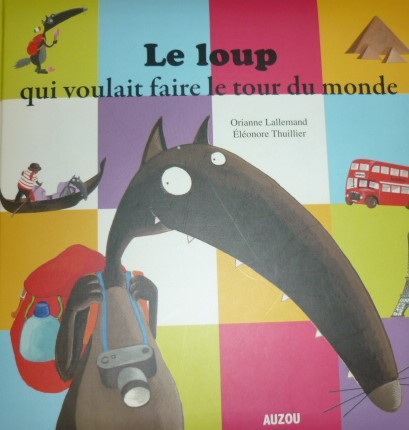 Le loup
qui voulait faire le tour du monde
Orianne Lallemand
Éléonore Thuillier
AUZOU